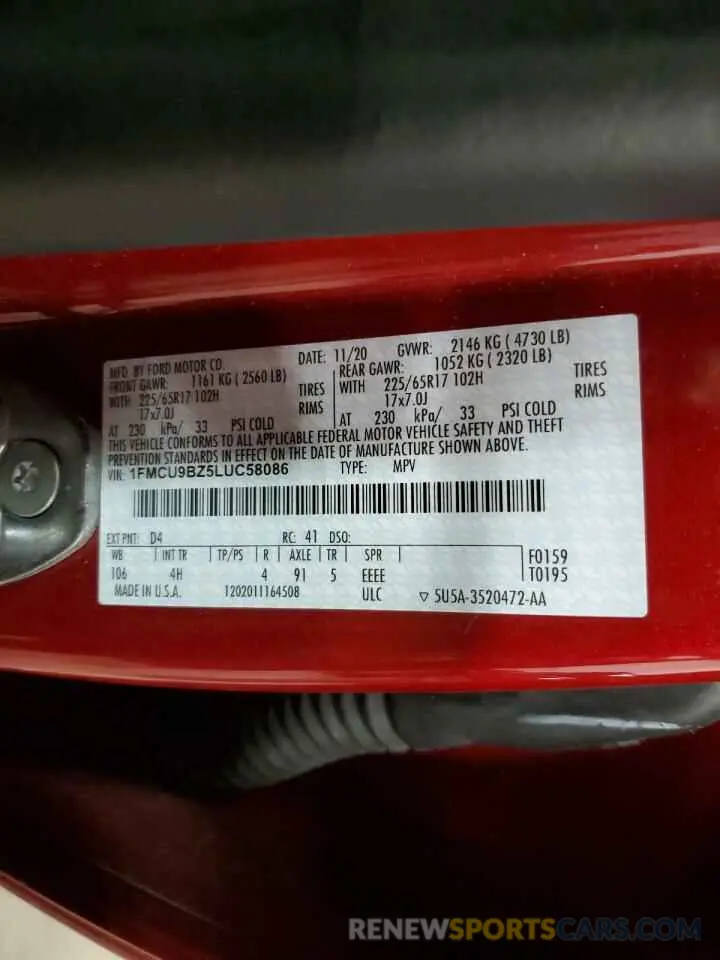 MFD. BY FORD MOTOR CO. DATE: 11/20 GVWR: 2146 KG ( 4730 LB)
FRONT GAWR: 1161 KG ( 2560 LB) REAR GAWR: 1052 KG ( 2320 LB)
WITH 225/65R17 102H TIRES WITH 225/65R17 102H TIRES
17x7.0J RIMS 17x7.0J RIMS
AT 230 kPa/ 33 PSI COLD AT 230 kPa/ 33 PSI COLD
THIS VEHICLE CONFORMS TO ALL APPLICABLE FEDERAL MOTOR VEHICLE SAFETY AND THEFT
PREVENTION STANDARDS IN EFFECT ON THE DATE OF MANUFACTURE SHOWN ABOVE.
VIN: 1FMCU9BZ5LUC58086 TYPE: MPV
EXT PNT: D4 RC: 41 DSO:
WB INT TR TP/PS R AXLE TR SPR F0159
106 4H 4 91 5 EEEE T0195
MADE IN U.S.A. 1202011164508 ULC ▽ 5U5A-3520472-AA
RENEWSPORTSCARS.COM